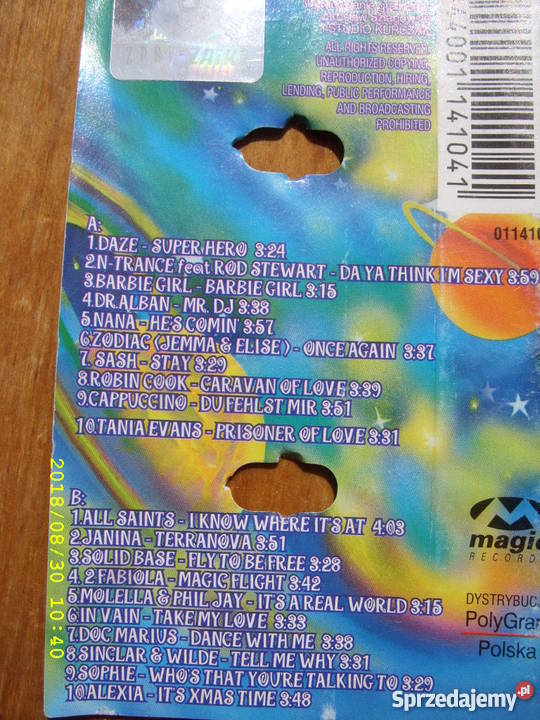 STUDIO
ALL RIGHTS RESERVED.
UNAUTHORIZED COPYING,
REPRODUCTION, HIRING,
LENDING, PUBLIC PERFORMANCE
AND BROADCASTING
PROHIBITED
44001 141041
011410
A:
1.DAZE - SUPER HERO 3:24
2.N-TRANCE feat ROD STEWART - DA YA THINK I'M SEXY 3:59
3.BARBIE GIRL - BARBIE GIRL 3:15
4.DR.ALBAN - MR. DJ 3:38
5.NANA - HE'S COMIN' 3:57
6.ZODIAC (JEMMA & ELISE) - ONCE AGAIN 3:37
7. SASH - STAY 3:29
8.ROBIN COOK - CARAVAN OF LOVE 3:39
9.CAPPUCCINO - DU FEHLST MIR 3:51
10.TANIA EVANS - PRISONER OF LOVE 3:31
B:
1.ALL SAINTS - I KNOW WHERE IT'S AT 4:03
2.JANINA - TERRANOVA 3:51
3.SOLID BASE - FLY TO BE FREE 3:28
4. 2 FABIOLA - MAGIC FLIGHT 3:42
5.MOLELLA & PHIL JAY - IT'S A REAL WORLD 3:15
6.IN VAIN - TAKE MY LOVE 3:33
7.DOC MARIUS - DANCE WITH ME 3:38
8.SINCLAR & WILDE - TELL ME WHY 3:31
9.SOPHIE - WHO'S THAT YOU'RE TALKING TO 3:29
10.ALEXIA - IT'S XMAS TIME 3:48
magic
RECORDS
DYSTRYBUC
PolyGra
Polska
2018/08/30 10:40
Sprzedajemy.pl